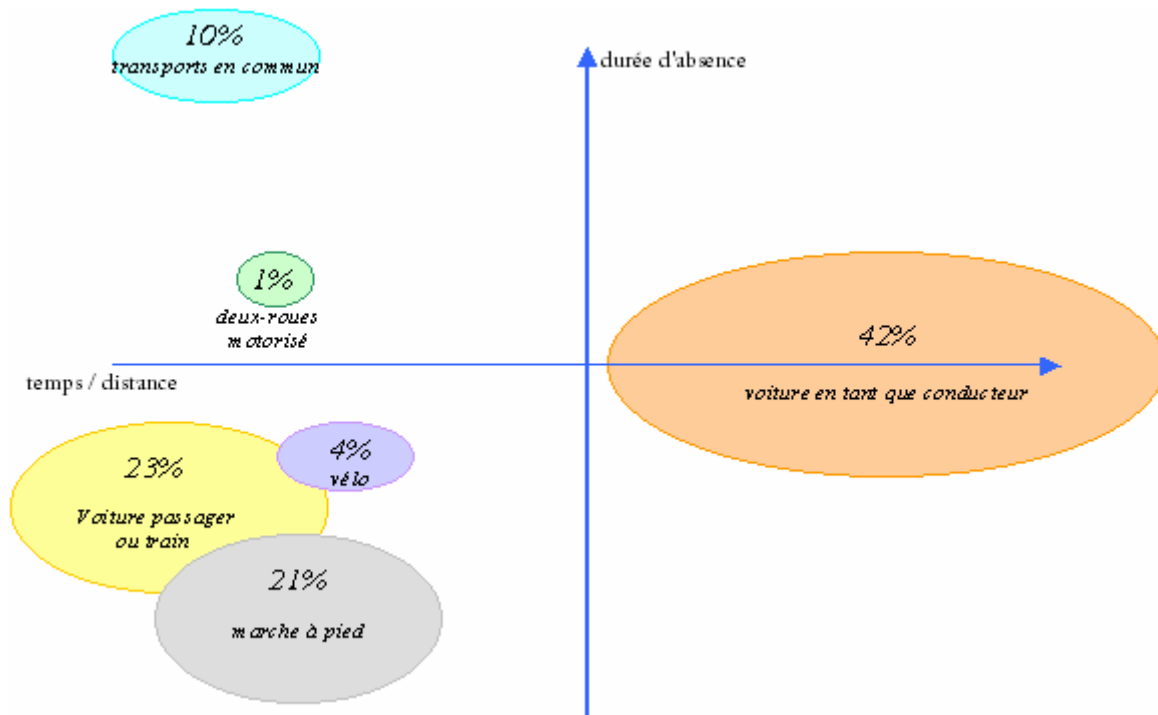 10%
transports en commun
durée d'absence
1%
deux-roues
motorisé
42%
temps / distance
voiture en tant que conducteur
4%
vélo
23%
Voiture passager
ou train
21%
marche à pied